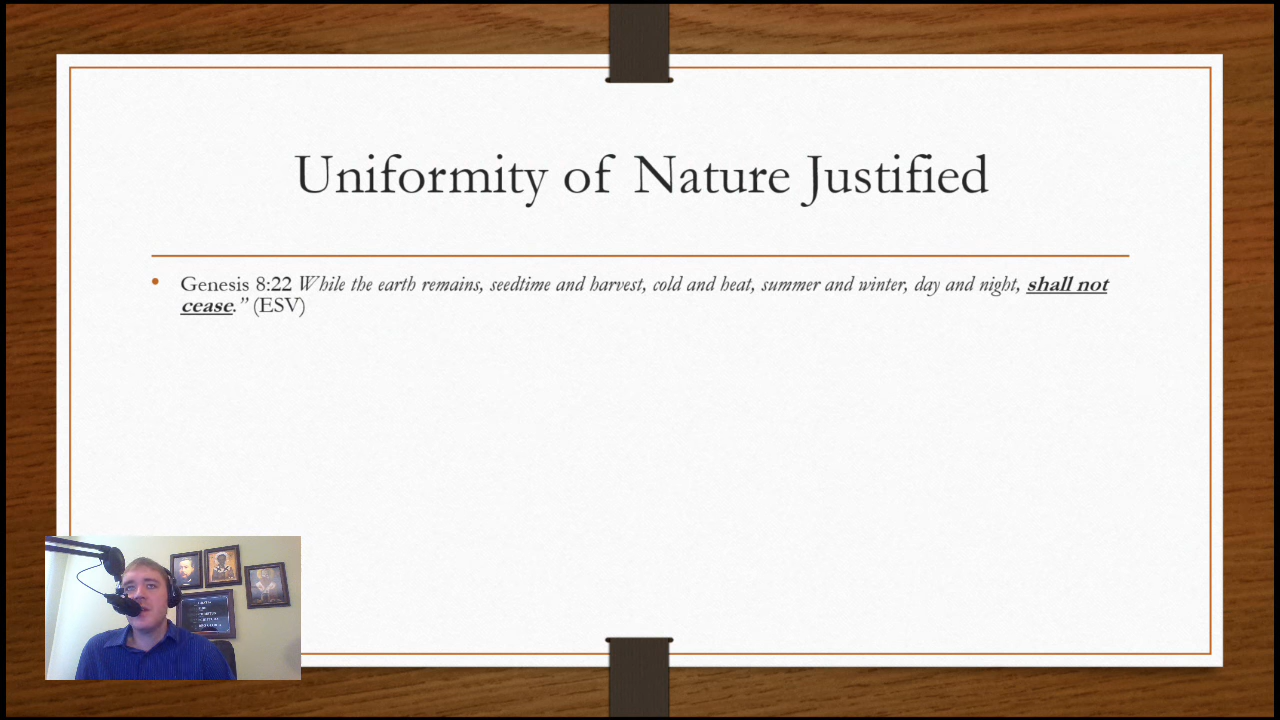 Uniformity of Nature Justified
• Genesis 8:22 While the earth remains, seedtime and harvest, cold and heat, summer and winter, day and night, shall not
cease.” (ESV)